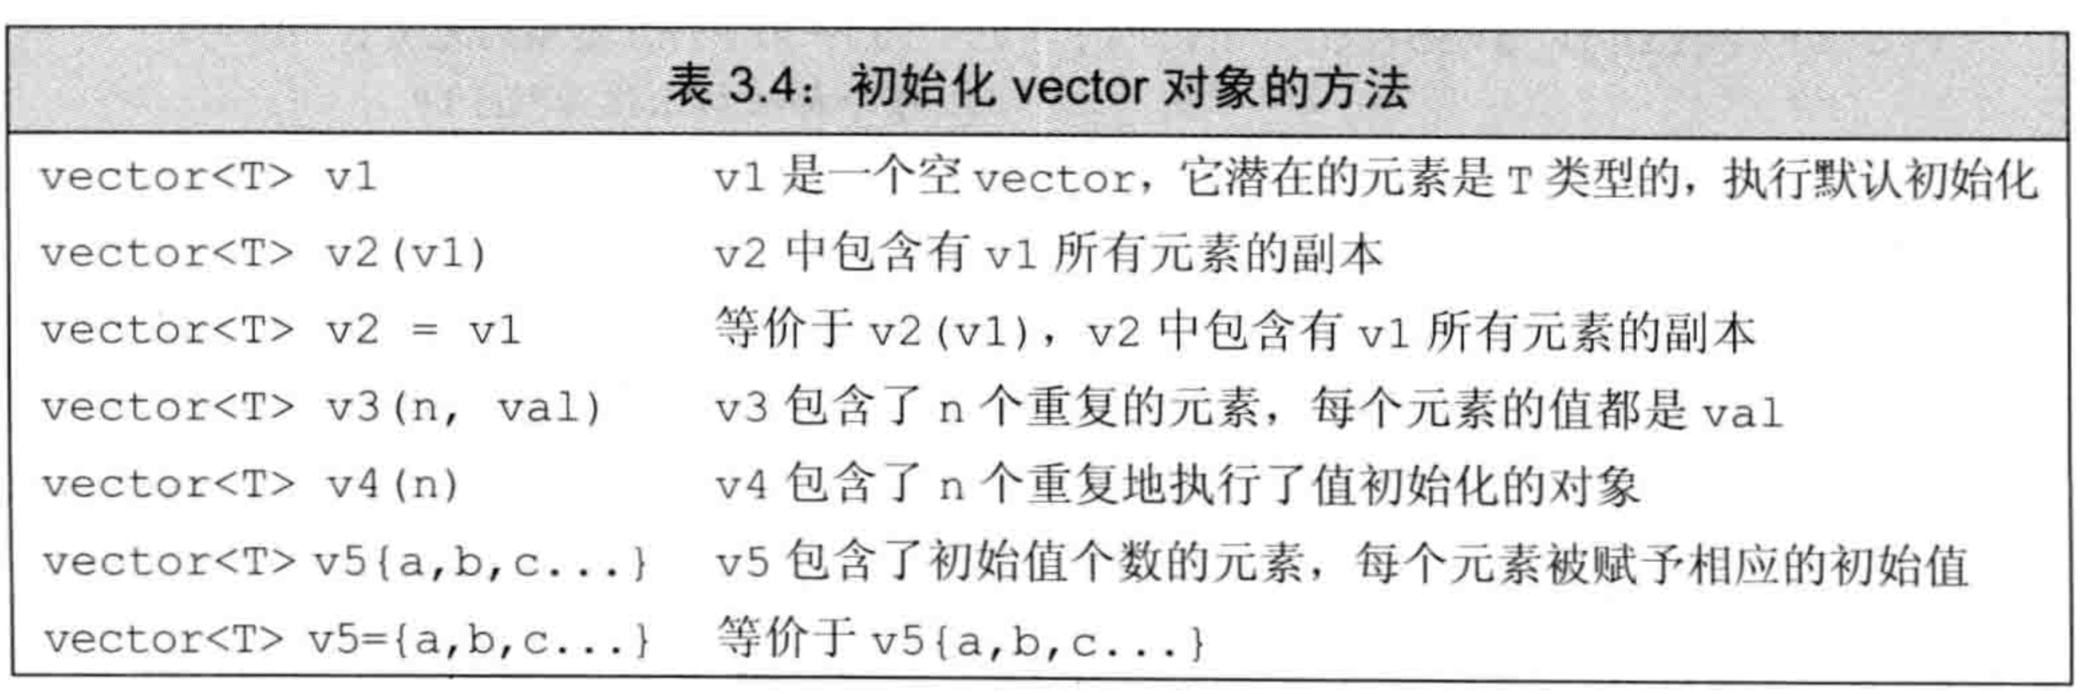 表 3.4：初始化 vector 对象的方法
vector<T> v1 v1 是一个空 vector，它潜在的元素是 T 类型的，执行默认初始化
vector<T> v2(v1) v2 中包含有 v1 所有元素的副本
vector<T> v2 = v1 等价于 v2(v1)，v2 中包含有 v1 所有元素的副本
vector<T> v3(n, val) v3 包含了 n 个重复的元素，每个元素的值都是 val
vector<T> v4(n) v4 包含了 n 个重复地执行了值初始化的对象
vector<T> v5{a,b,c...} v5 包含了初始值个数的元素，每个元素被赋予相应的初始值
vector<T> v5={a,b,c...} 等价于 v5{a,b,c...}